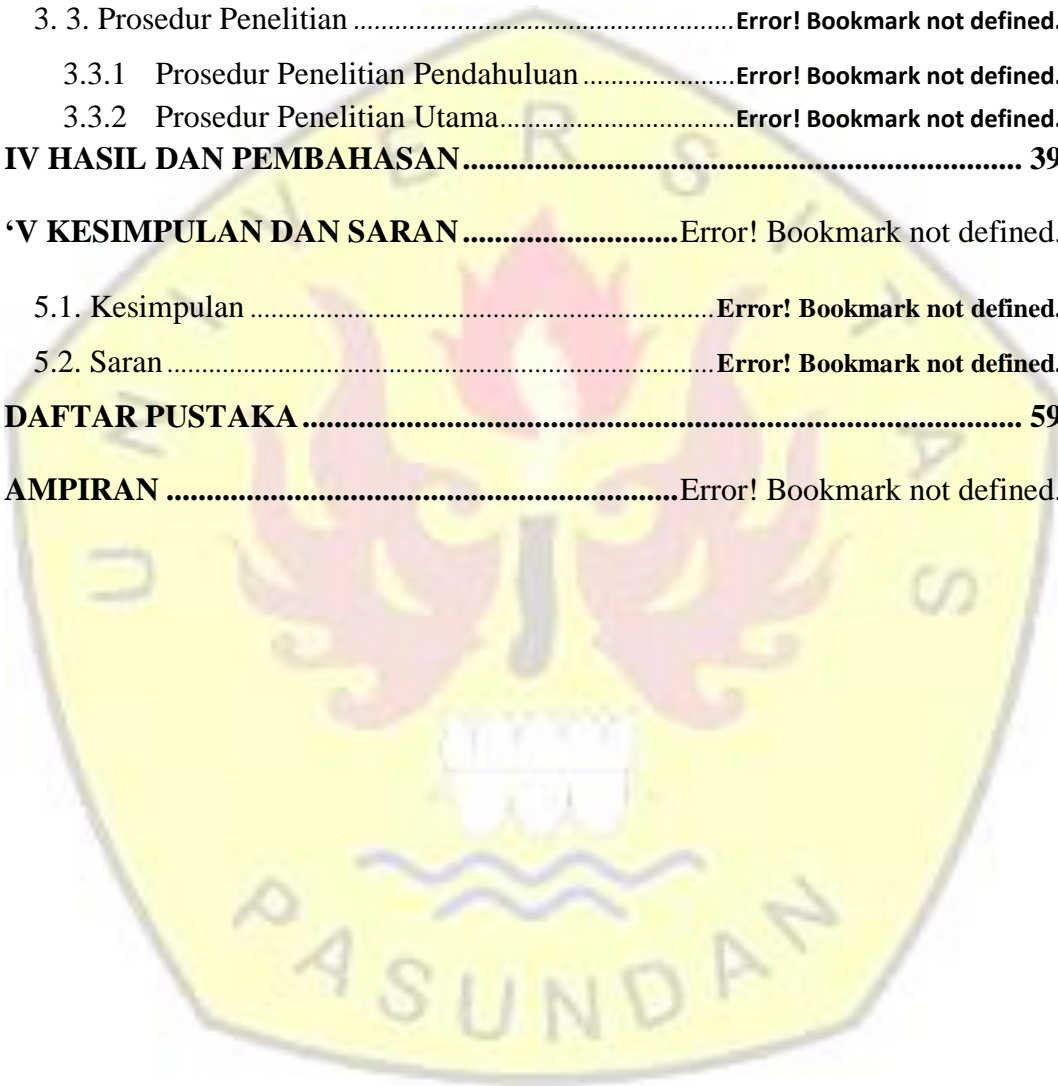 3. 3. Prosedur Penelitian ........................................................................ Error! Bookmark not defined.
3.3.1 Prosedur Penelitian Pendahuluan ..................... Error! Bookmark not defined.
3.3.2 Prosedur Penelitian Utama................................. Error! Bookmark not defined.
IV HASIL DAN PEMBAHASAN....................................................................... 39
‘V KESIMPULAN DAN SARAN ...........................Error! Bookmark not defined.
5.1. Kesimpulan ........................................................................ Error! Bookmark not defined.
5.2. Saran ..................................................................................... Error! Bookmark not defined.
DAFTAR PUSTAKA ........................................................................................... 59
AMPIRAN .................................................................Error! Bookmark not defined.
UNIVERSITAS
PASUNDAN